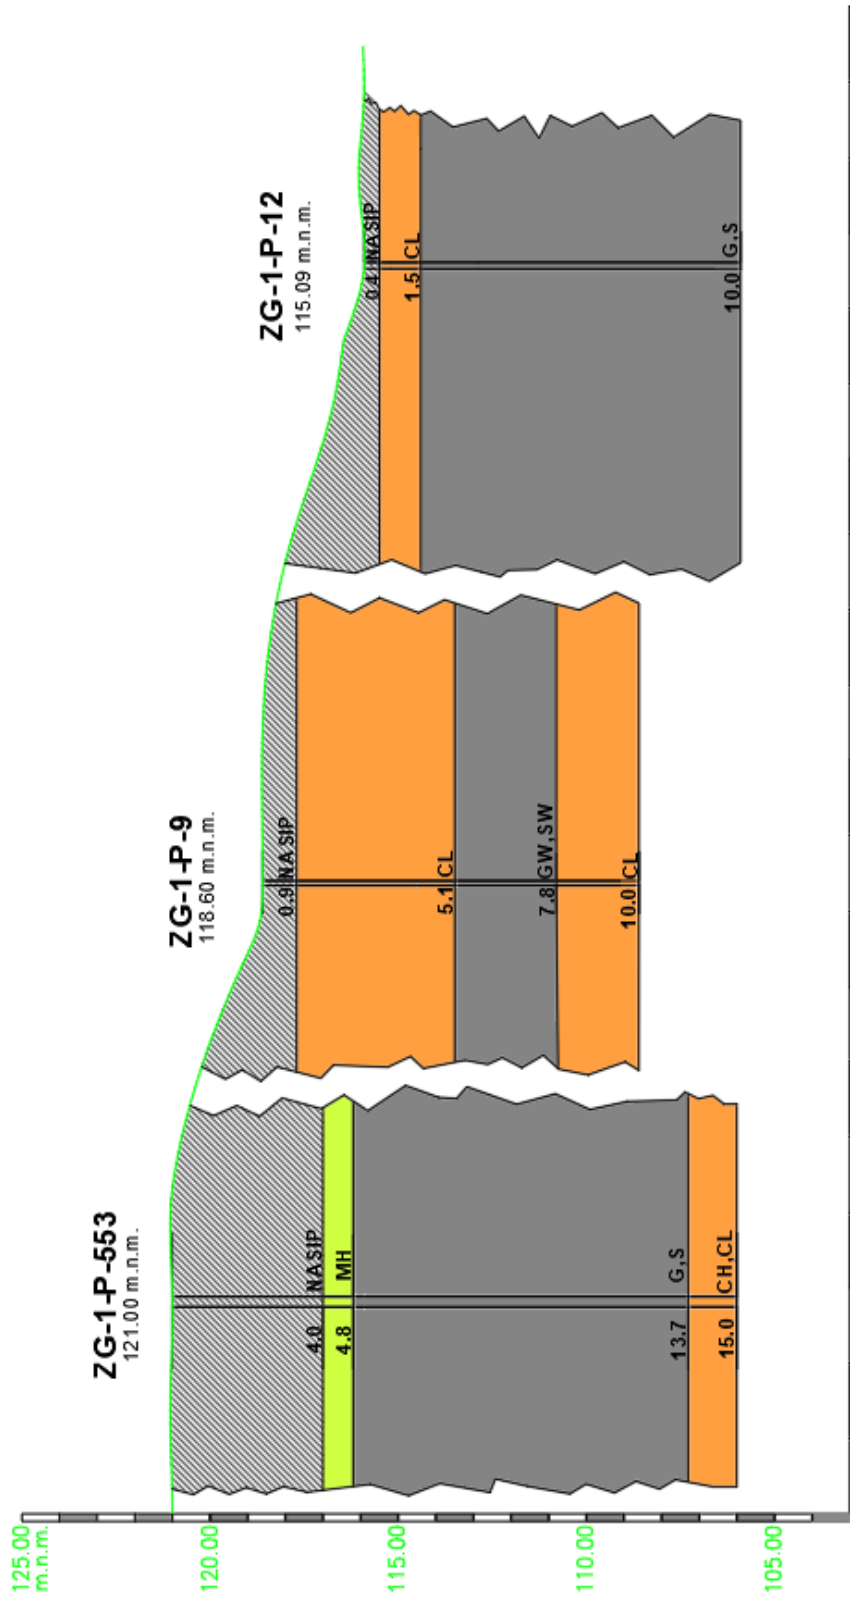 125.00
m.n.m.
120.00
115.00
110.00
105.00
ZG-1-P-553
121.00 m.n.m.
4.0 NASIP
4.8 MH
13.7 G,S
15.0 CH,CL
ZG-1-P-9
118.60 m.n.m.
0.9 NASIP
5.1 CL
7.8 GW,SW
10.0 CL
ZG-1-P-12
115.09 m.n.m.
0.4 NASIP
1.5 CL
10.0 G,S